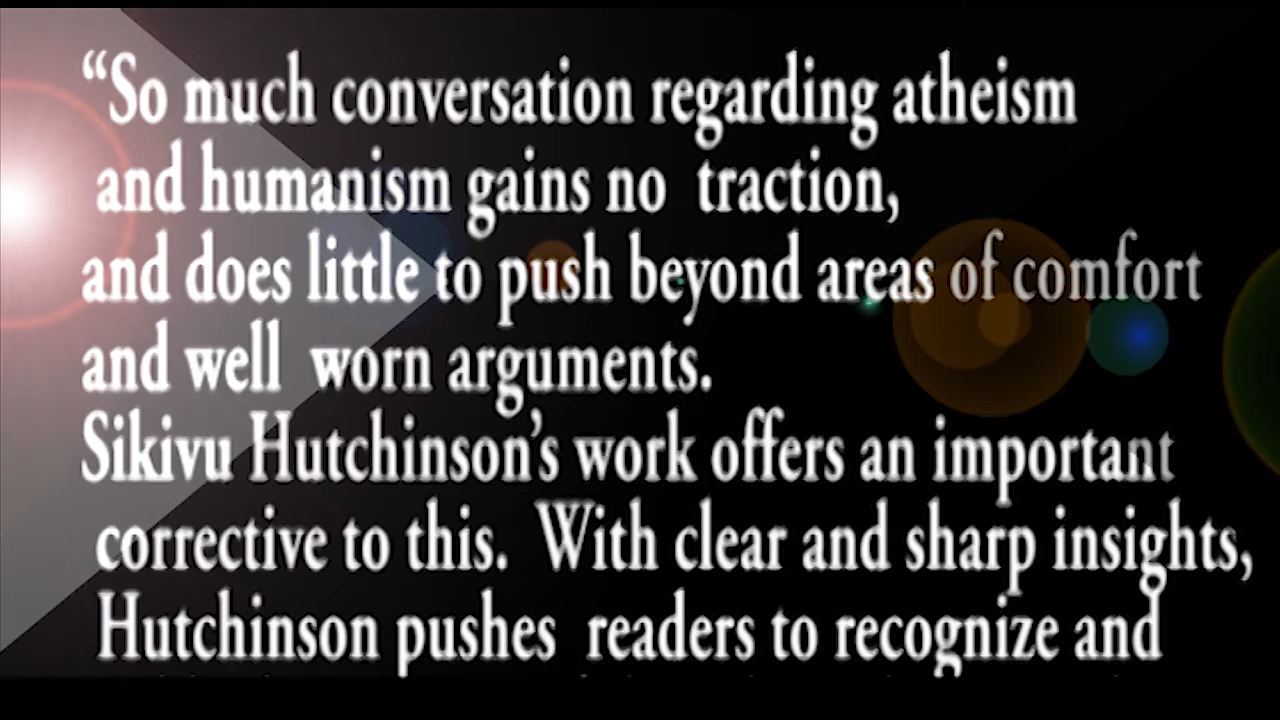 “So much conversation regarding atheism
and humanism gains no traction,
and does little to push beyond areas of comfort
and well worn arguments.
Sikivu Hutchinson’s work offers an important
corrective to this. With clear and sharp insights,
Hutchinson pushes readers to recognize and